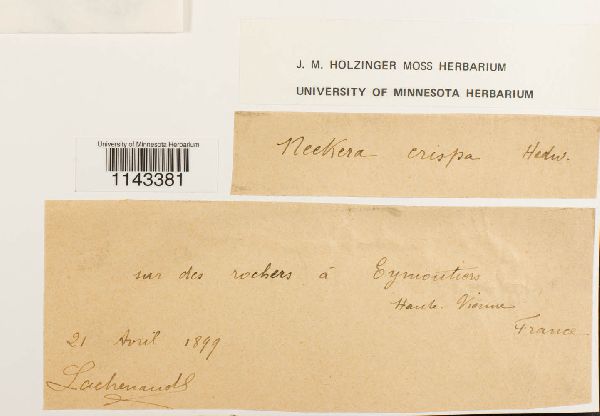 J. M. HOLZINGER MOSS HERBARIUM
UNIVERSITY OF MINNESOTA HERBARIUM
University of Minnesota Herbarium
1143381
Neckera crispa Hedw.
sur des rochers à Eymoutiers
Haute-Vienne
France
21 Avril 1899
Lachenaud